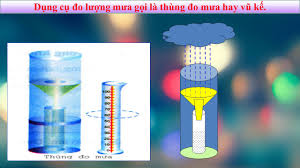 Dụng cụ đo lượng mưa gọi là thùng đo mưa hay vũ kế.
Thùng đo mưa